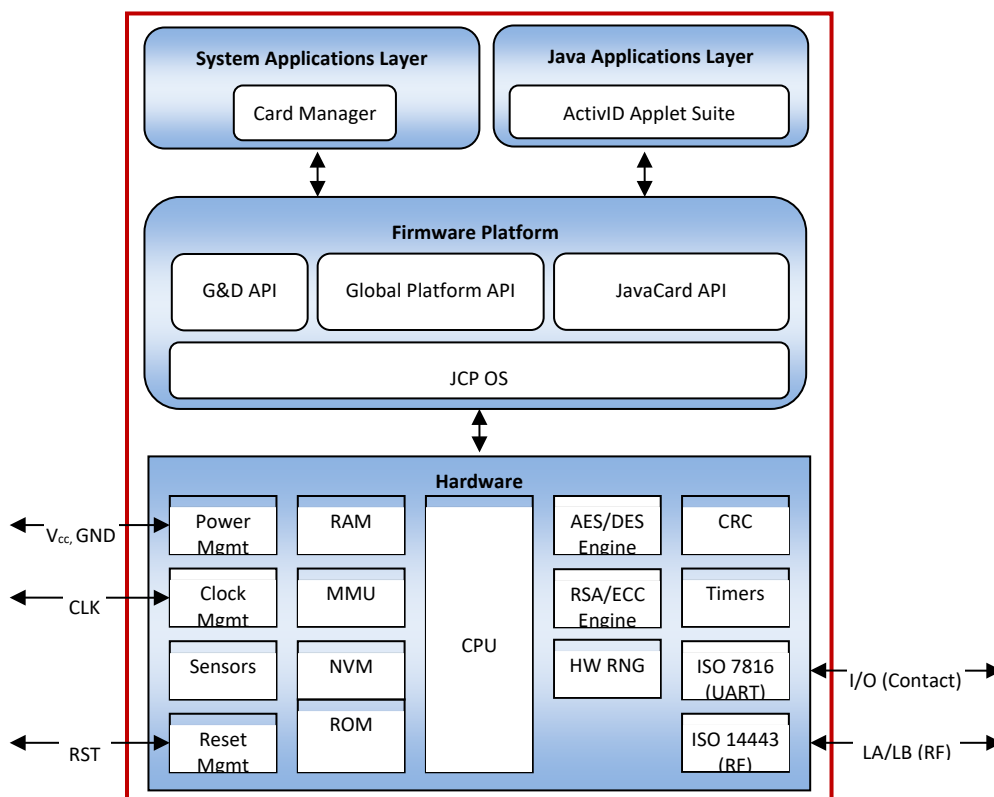 System Applications Layer
Card Manager
Java Applications Layer
ActivID Applet Suite
Firmware Platform
G&D API
Global Platform API
JavaCard API
JCP OS
Hardware
Power
Mgmt
RAM
CPU
AES/DES
Engine
CRC
Vcc, GND
Clock
Mgmt
MMU
RSA/ECC
Engine
Timers
CLK
Sensors
NVM
HW RNG
ISO 7816
(UART)
I/O (Contact)
Reset
Mgmt
ROM
ISO 14443
(RF)
RST
LA/LB (RF)